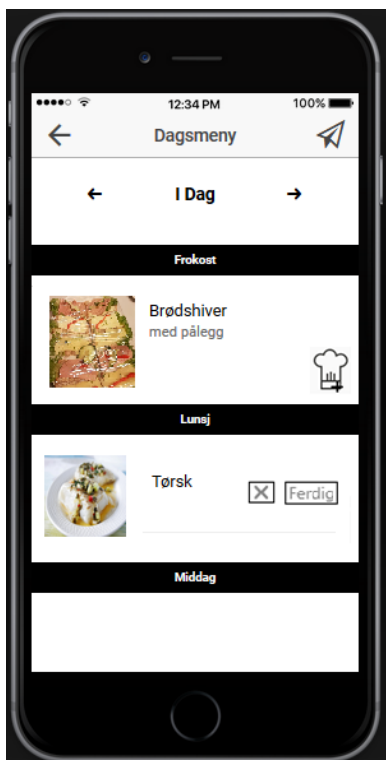 12:34 PM
100%
Dagsmeny
I Dag
Frokost
Brødshiver
med pålegg
Lunsj
Tørsk
Ferdig
Middag